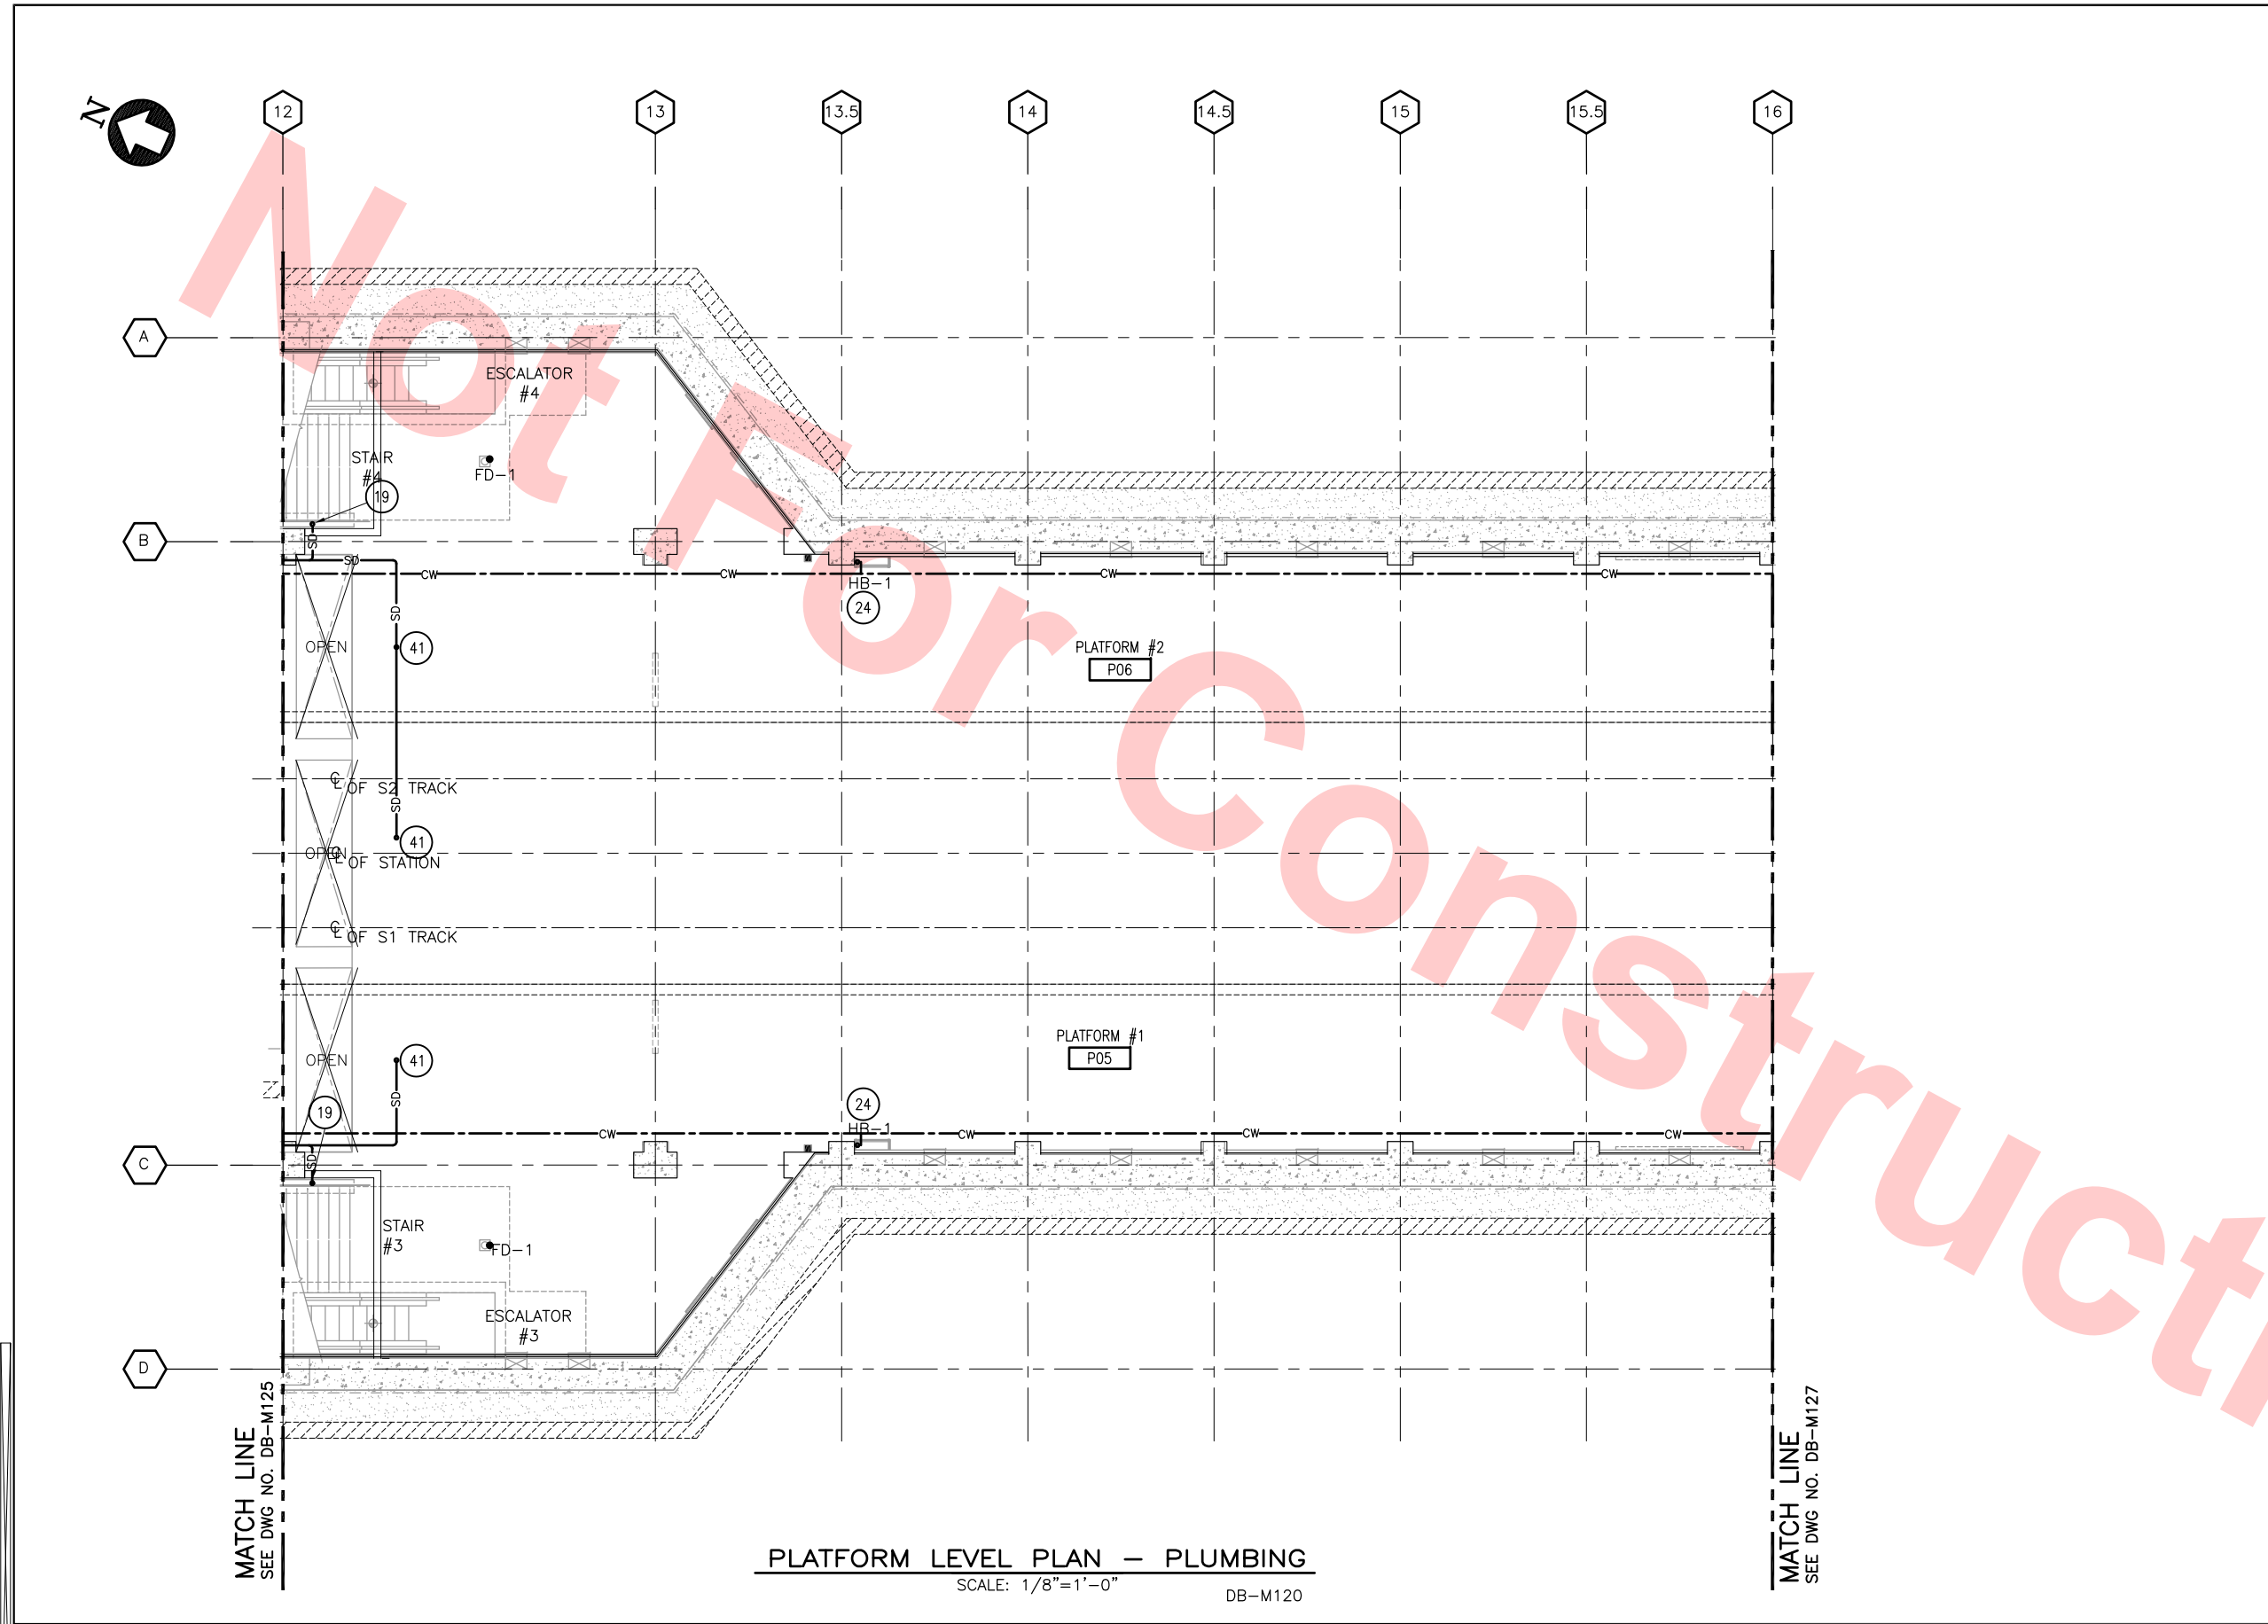 N
12
13
13.5
14
14.5
15
15.5
16
A
ESCALATOR
#4
STAIR
#4
FD-1
19
B
SD
SD
CW
CW
CW
CW
HB-1
24
SD
OPEN
41
PLATFORM #2
P06
℄ OF S2 TRACK
SD
41
OPEN
℄ OF STATION
℄ OF S1 TRACK
PLATFORM #1
P05
OPEN
41
SD
19
24
HB-1
CW
CW
CW
CW
C
SD
STAIR
#3
FD-1
ESCALATOR
#3
D
MATCH LINE
SEE DWG NO. DB-M125
MATCH LINE
SEE DWG NO. DB-M127
PLATFORM LEVEL PLAN - PLUMBING
SCALE: 1/8"=1'-0"
DB-M120
Not For Constructi